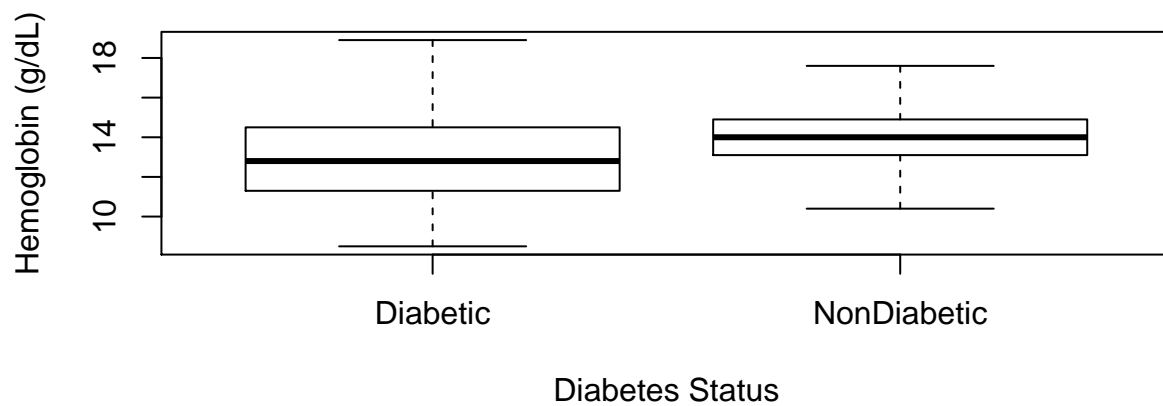 Hemoglobin (g/dL)
18
14
10
Diabetic NonDiabetic
Diabetes Status